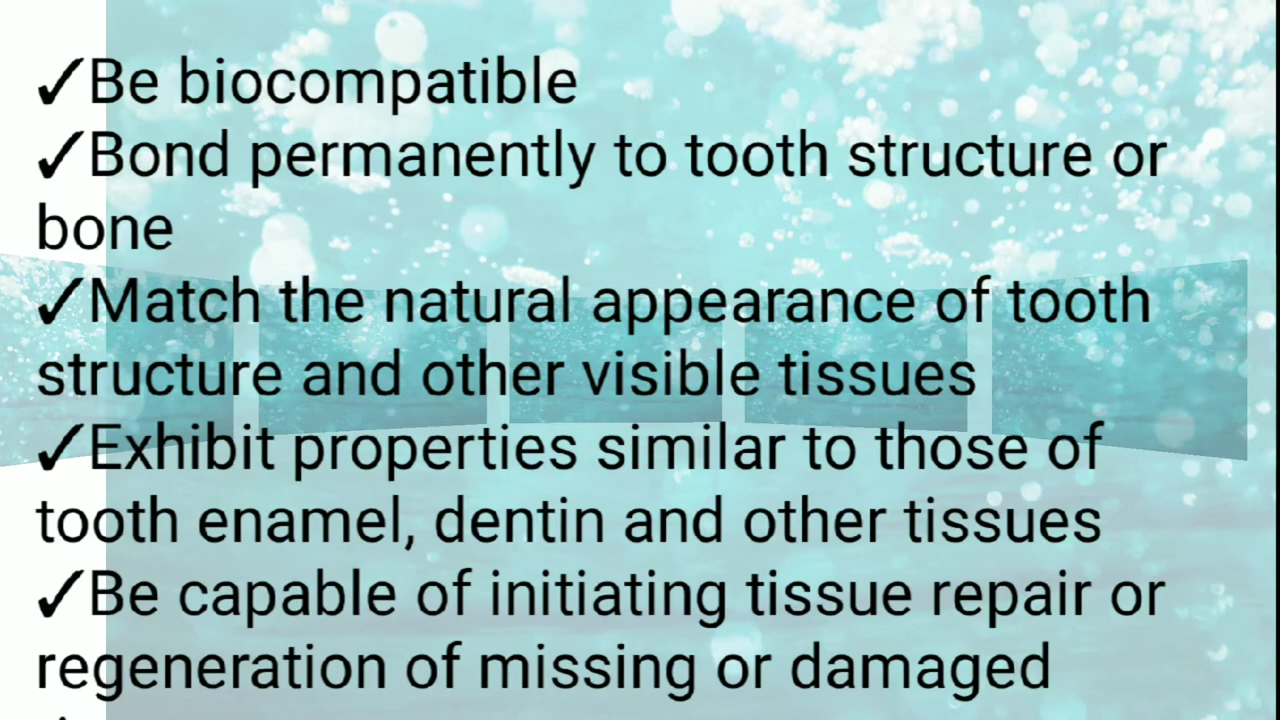 ✓Be biocompatible
✓Bond permanently to tooth structure or
bone
✓Match the natural appearance of tooth
structure and other visible tissues
✓Exhibit properties similar to those of
tooth enamel, dentin and other tissues
✓Be capable of initiating tissue repair or
regeneration of missing or damaged